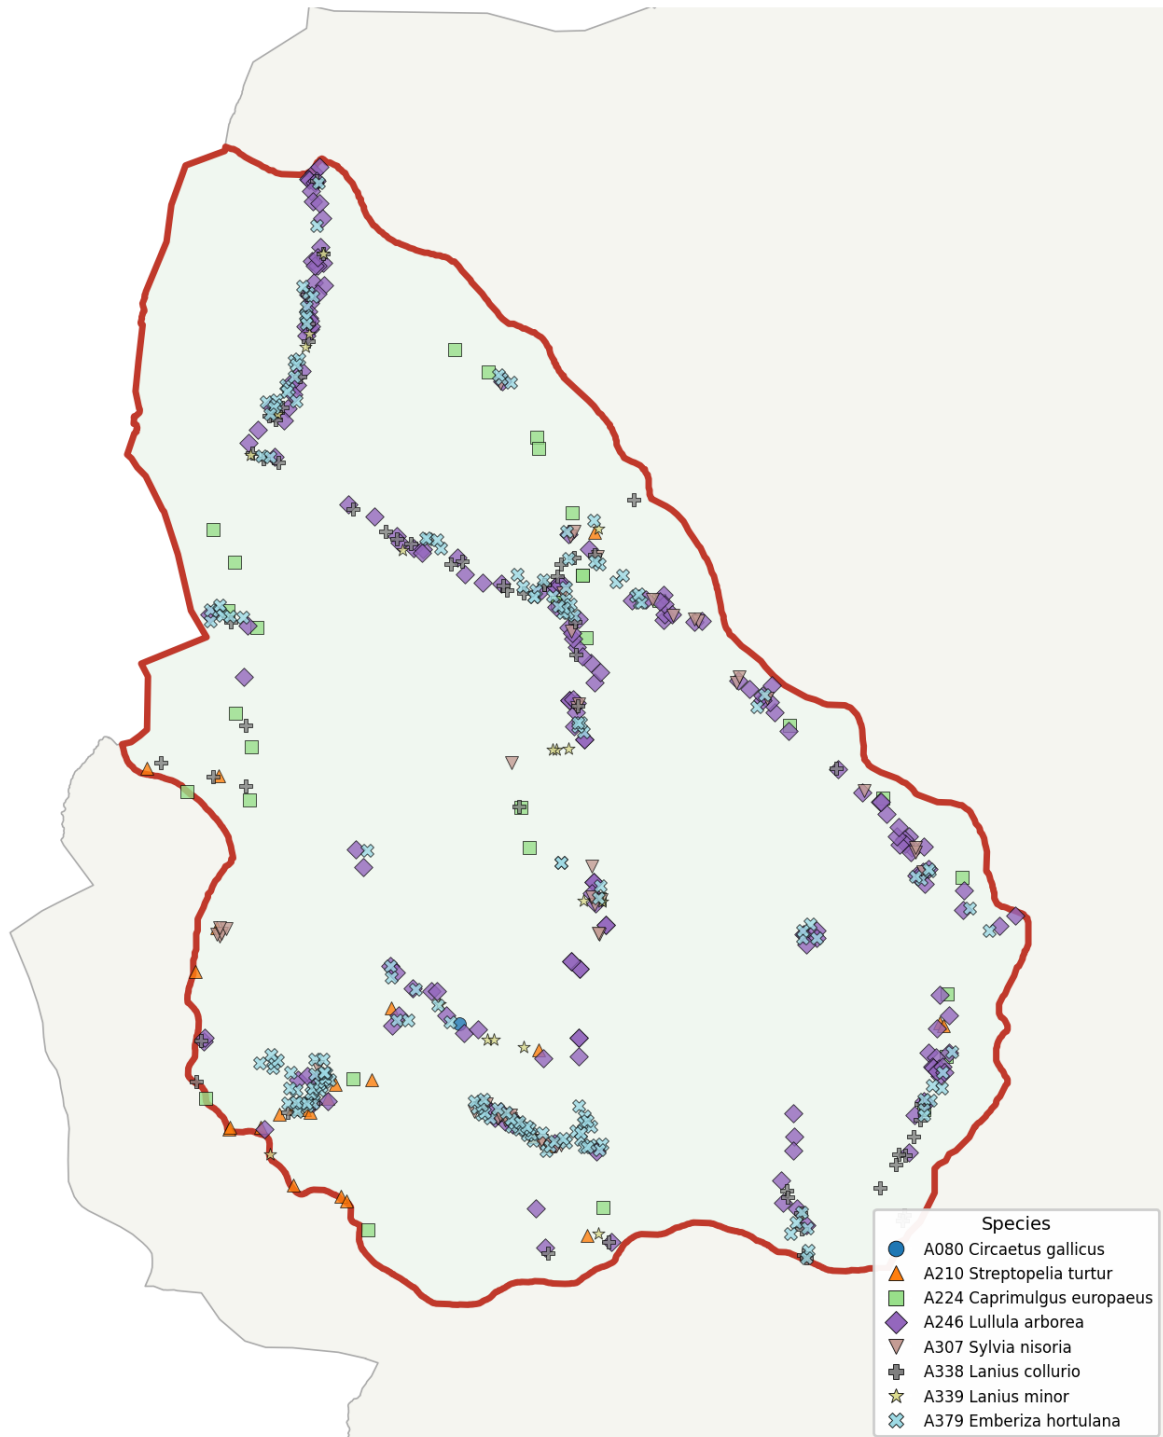 Species
A080 Circaetus gallicus
A210 Streptopelia turtur
A224 Caprimulgus europaeus
A246 Lullula arborea
A307 Sylvia nisoria
A338 Lanius collurio
A339 Lanius minor
A379 Emberiza hortulana